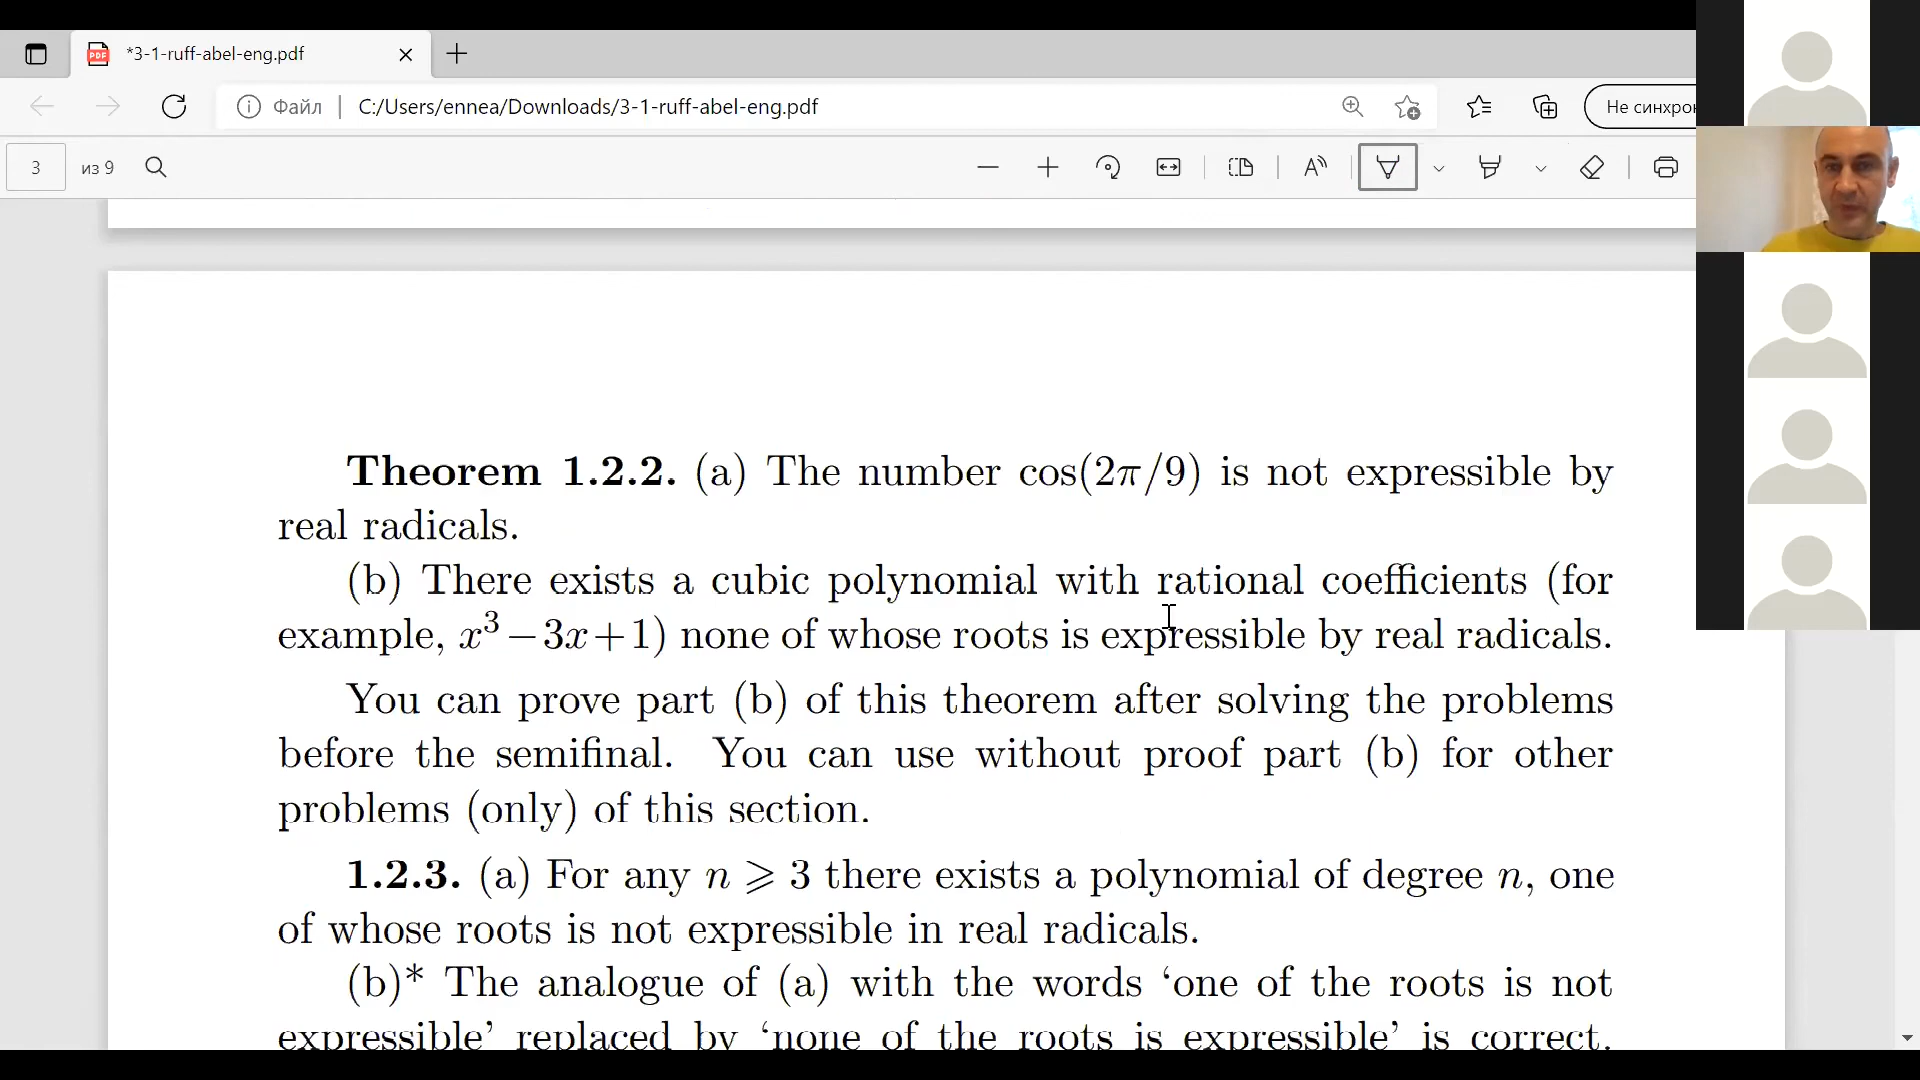 *3-1-ruff-abel-eng.pdf
Файл | C:/Users/ennea/Downloads/3-1-ruff-abel-eng.pdf
Не синхро
3 из 9
Theorem 1.2.2. (a) The number cos(2π/9) is not expressible by
real radicals.
(b) There exists a cubic polynomial with rational coefficients (for
example, x³ − 3x + 1) none of whose roots is expressible by real radicals.
You can prove part (b) of this theorem after solving the problems
before the semifinal. You can use without proof part (b) for other
problems (only) of this section.
1.2.3. (a) For any n ⩾ 3 there exists a polynomial of degree n, one
of whose roots is not expressible in real radicals.
(b)* The analogue of (a) with the words ‘one of the roots is not
expressible’ replaced by ‘none of the roots is expressible’ is correct.